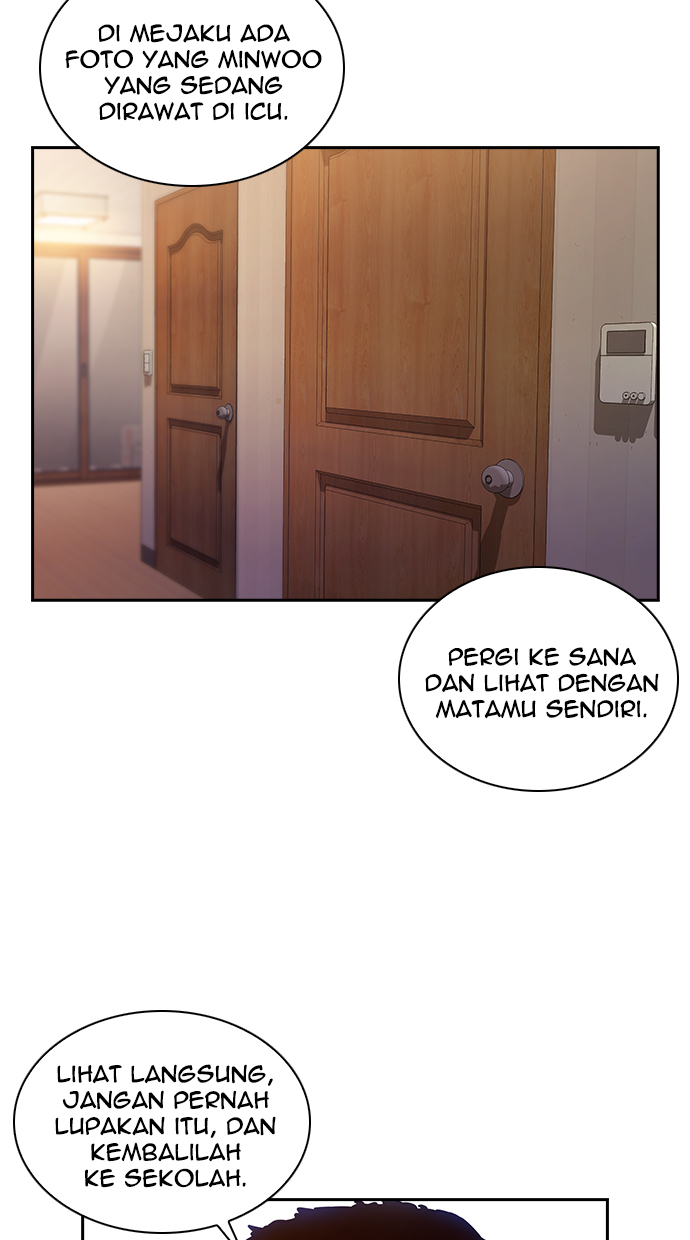 DI MEJAKU ADA
FOTO YANG MINWOO
YANG SEDANG
DIRAWAT DI ICU.
PERGI KE SANA
DAN LIHAT DENGAN
MATAMU SENDIRI.
LIHAT LANGSUNG,
JANGAN PERNAH
LUPAKAN ITU, DAN
KEMBALILAH
KE SEKOLAH.